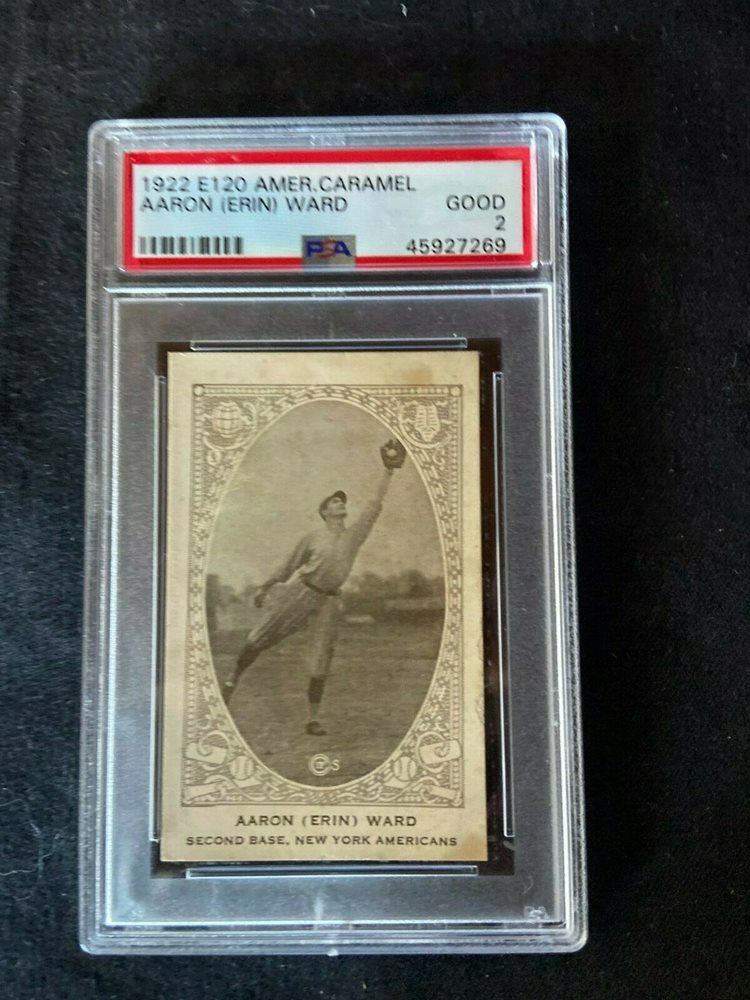 1922 E120 AMER.CARAMEL
AARON (ERIN) WARD GOOD
2
PSA 45927269
AARON (ERIN) WARD
SECOND BASE, NEW YORK AMERICANS